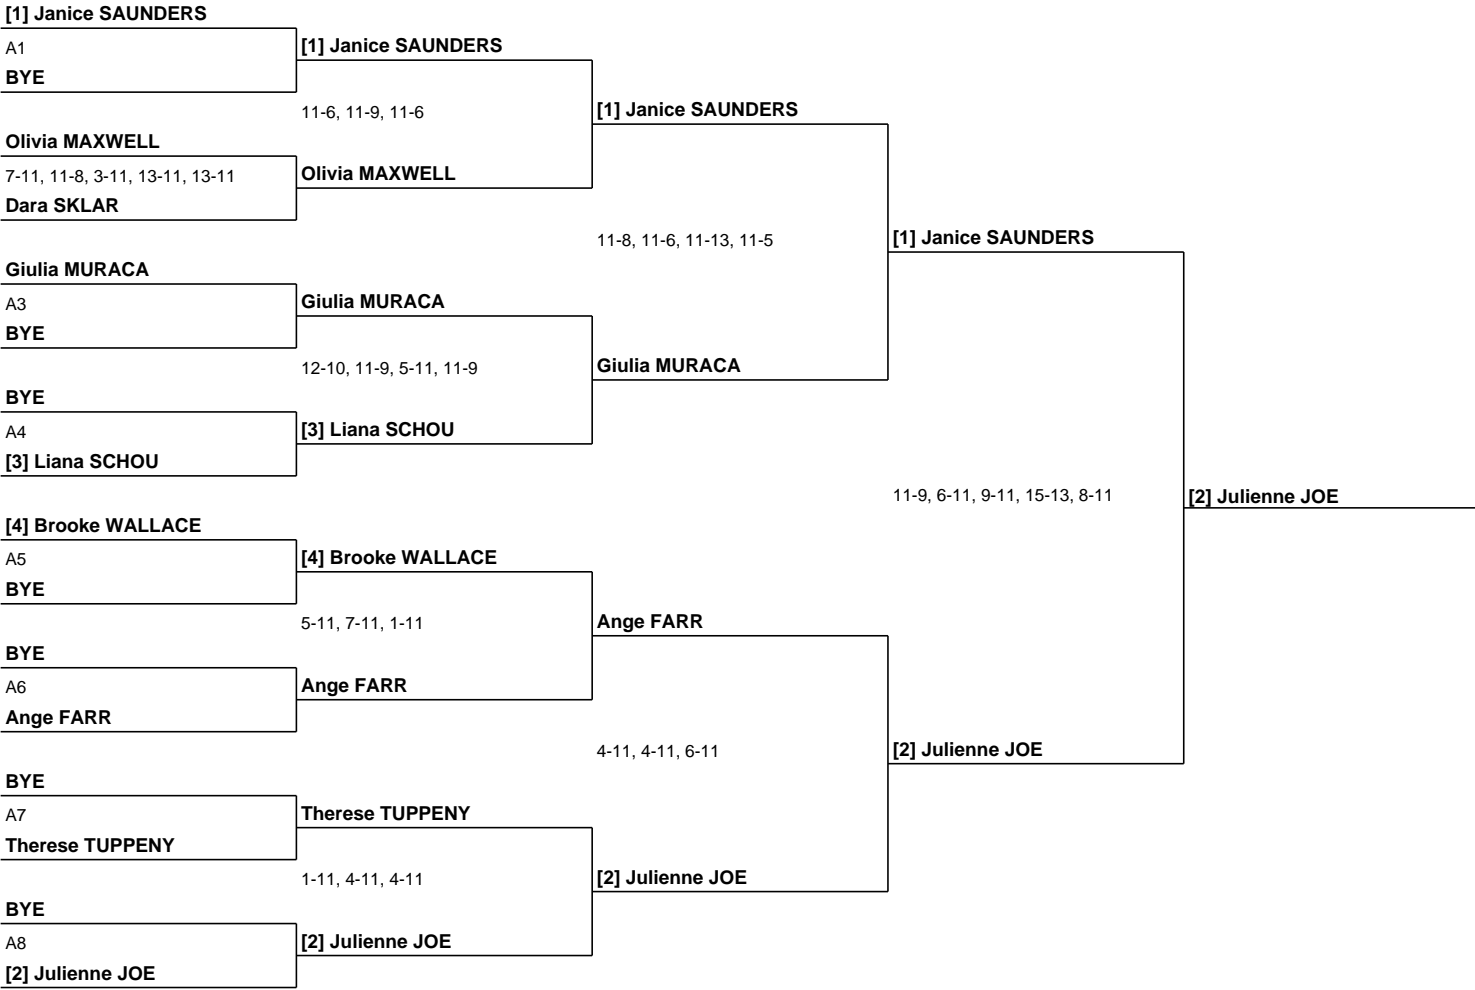 [1] Janice SAUNDERS
A1
BYE
Olivia MAXWELL
7-11, 11-8, 3-11, 13-11, 13-11
Dara SKLAR
Giulia MURACA
A3
BYE
BYE
A4
[3] Liana SCHOU
[4] Brooke WALLACE
A5
BYE
BYE
A6
Ange FARR
BYE
A7
Therese TUPPENY
BYE
A8
[2] Julienne JOE
[1] Janice SAUNDERS
11-6, 11-9, 11-6
Olivia MAXWELL
Giulia MURACA
12-10, 11-9, 5-11, 11-9
[3] Liana SCHOU
[4] Brooke WALLACE
5-11, 7-11, 1-11
Ange FARR
Therese TUPPENY
1-11, 4-11, 4-11
[2] Julienne JOE
[1] Janice SAUNDERS
11-8, 11-6, 11-13, 11-5
Giulia MURACA
Ange FARR
4-11, 4-11, 6-11
[2] Julienne JOE
[1] Janice SAUNDERS
11-9, 6-11, 9-11, 15-13, 8-11
[2] Julienne JOE
[2] Julienne JOE